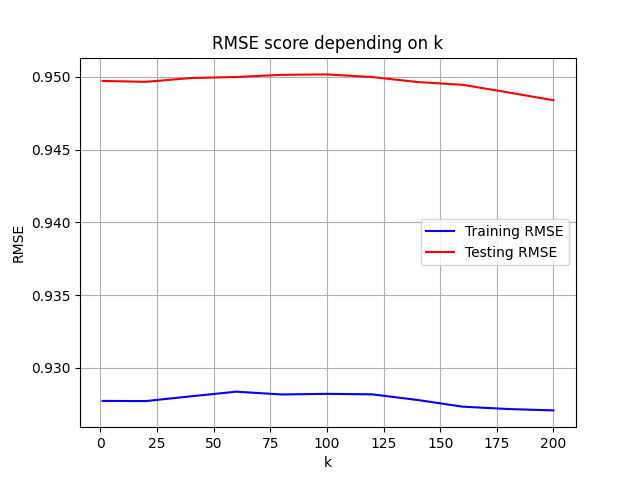 RMSE score depending on k
0.950
0.945
0.940
0.935
0.930
RMSE
Training RMSE
Testing RMSE
0 25 50 75 100 125 150 175 200
k